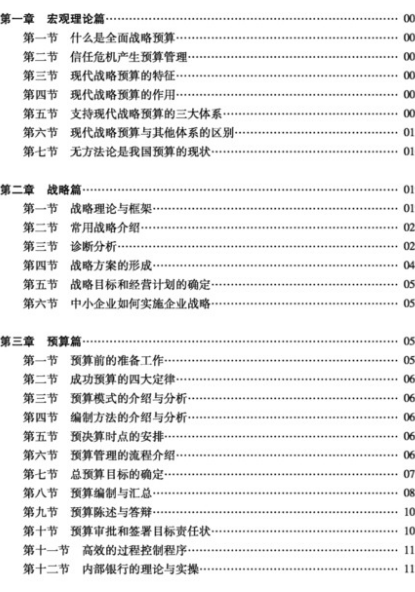 第一章 宏观理论篇 00
第一节 什么是全面战略预算 00
第二节 信任危机产生预算管理 00
第三节 现代战略预算的特征 00
第四节 现代战略预算的作用 00
第五节 支持现代战略预算的三大体系 00
第六节 现代战略预算与其他体系的区别 01
第七节 无方法论是我国预算的现状 01
第二章 战略篇 01
第一节 战略理论与框架 01
第二节 常用战略介绍 02
第三节 诊断分析 02
第四节 战略方案的形成 04
第五节 战略目标和经营计划的确定 05
第六节 中小企业如何实施企业战略 05
第三章 预算篇 05
第一节 预算前的准备工作 05
第二节 成功预算的四大定律 06
第三节 预算模式的介绍与分析 06
第四节 编制方法的介绍与分析 06
第五节 预决算时点的安排 06
第六节 预算管理的流程介绍 06
第七节 总预算目标的确定 07
第八节 预算编制与汇总 08
第九节 预算陈述与答辩 10
第十节 预算审批和签署目标责任状 10
第十一节 高效的过程控制程序 11
第十二节 内部银行的理论与实操 11